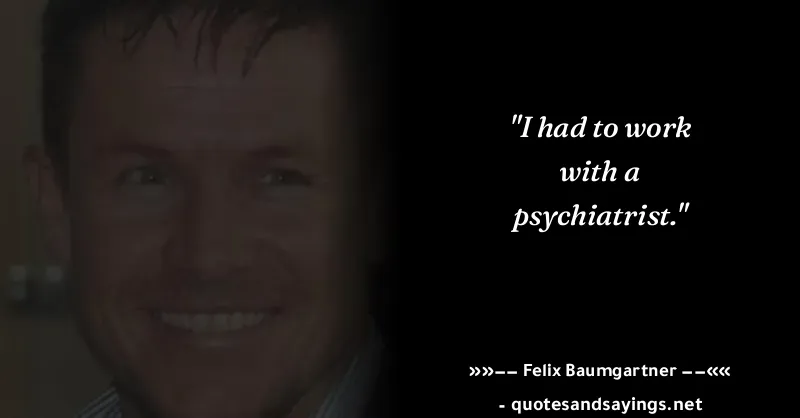 "I had to work
with a
psychiatrist."
»»−− Felix Baumgartner −−««
- quotesandsayings.net